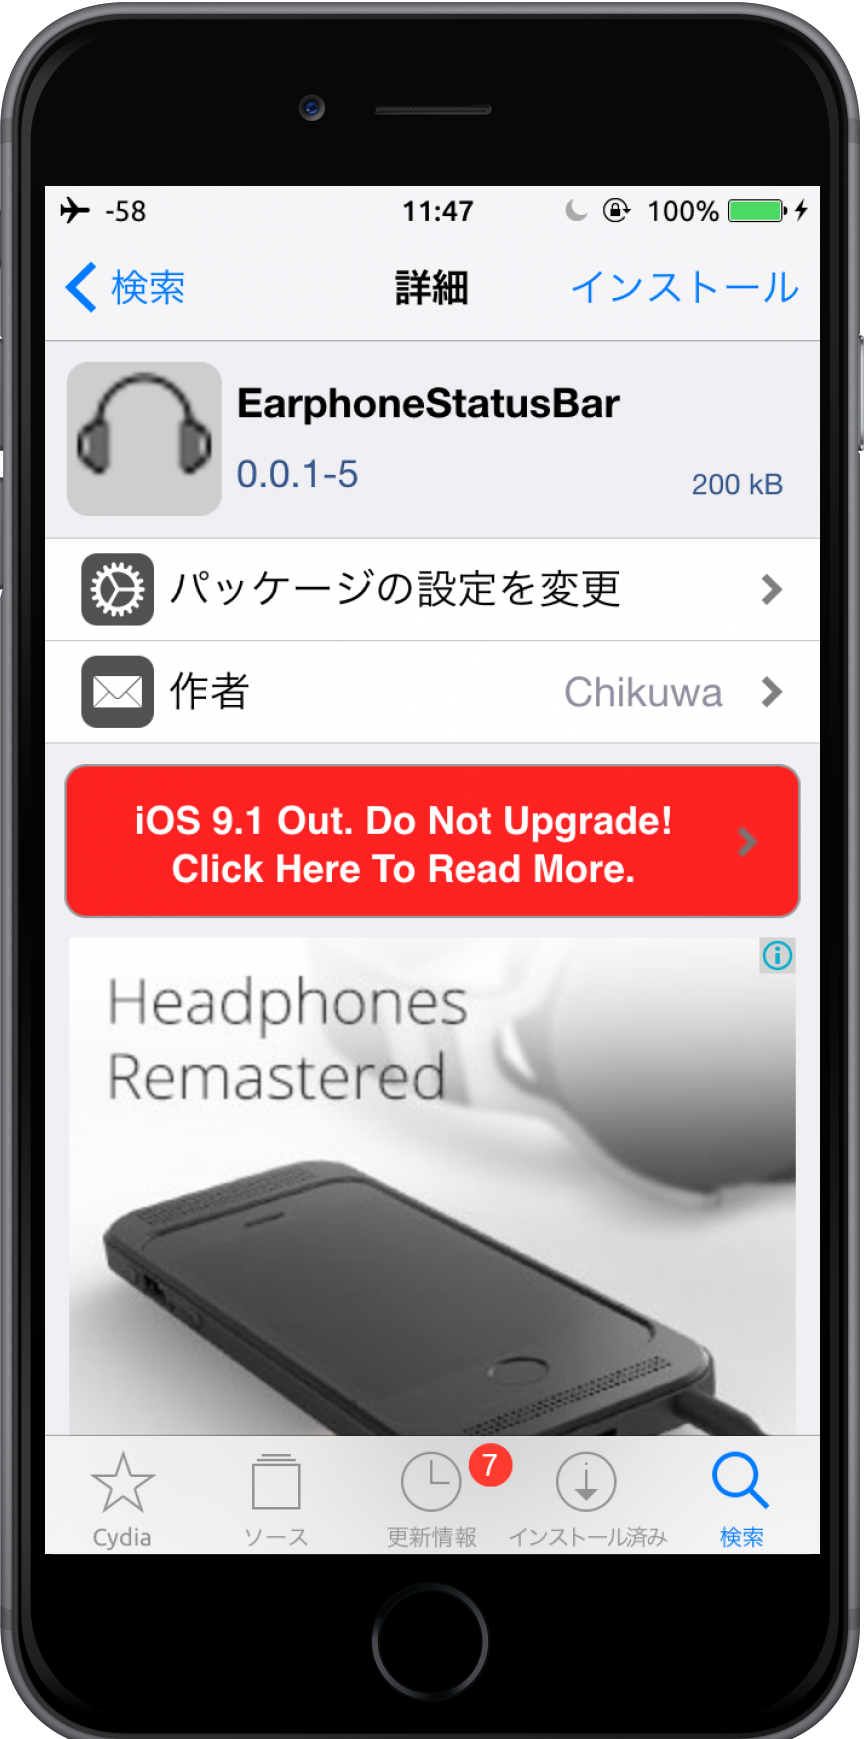 -58 11:47 100%
検索 詳細 インストール
EarphoneStatusBar
0.0.1-5 200 kB
パッケージの設定を変更
作者 Chikuwa
iOS 9.1 Out. Do Not Upgrade!
Click Here To Read More.
Headphones
Remastered
7
Cydia ソース 更新情報 インストール済み 検索